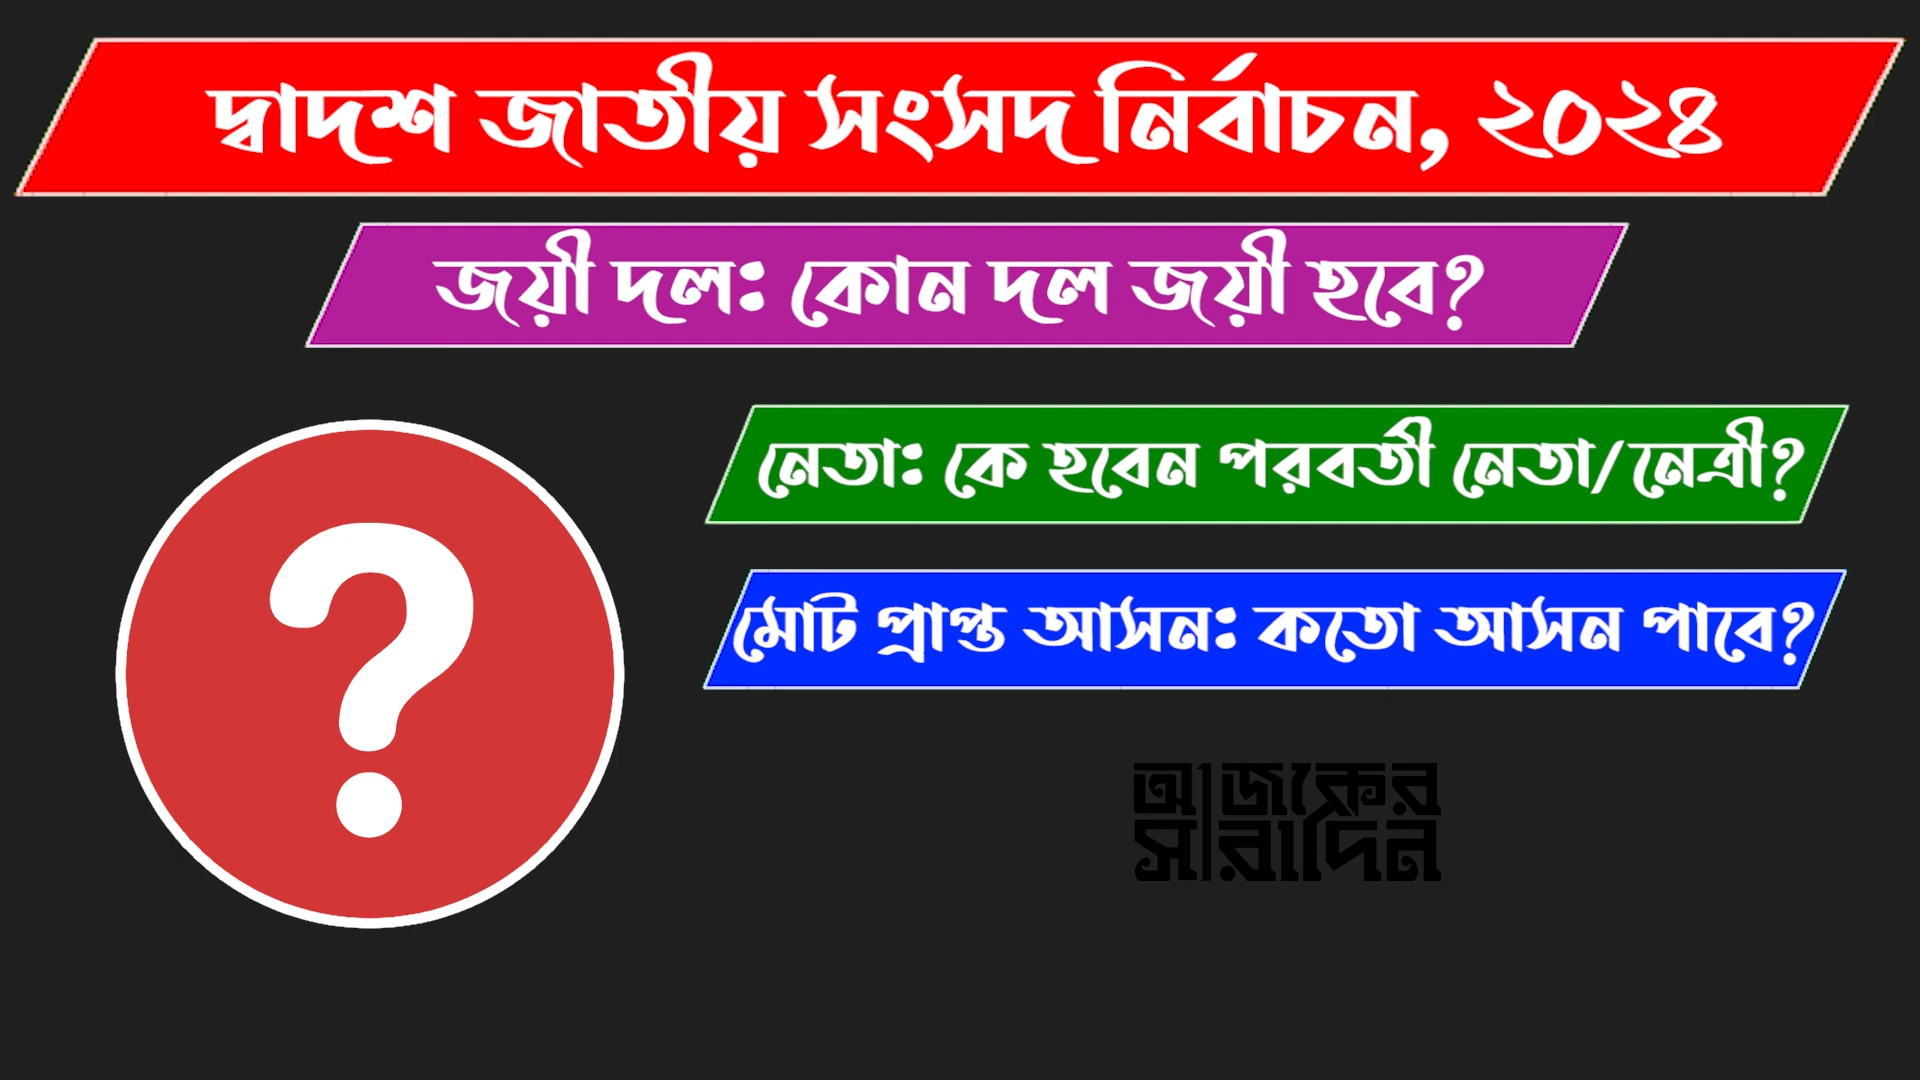 দ্বাদশ জাতীয় সংসদ নির্বাচন, ২০২৪
জয়ী দল: কোন দল জয়ী হবে?
নেতা: কে হবেন পরবর্তী নেতা/নেত্রী?
মোট প্রাপ্ত আসন: কতো আসন পাবে?
?
আজকের
সারাদিন